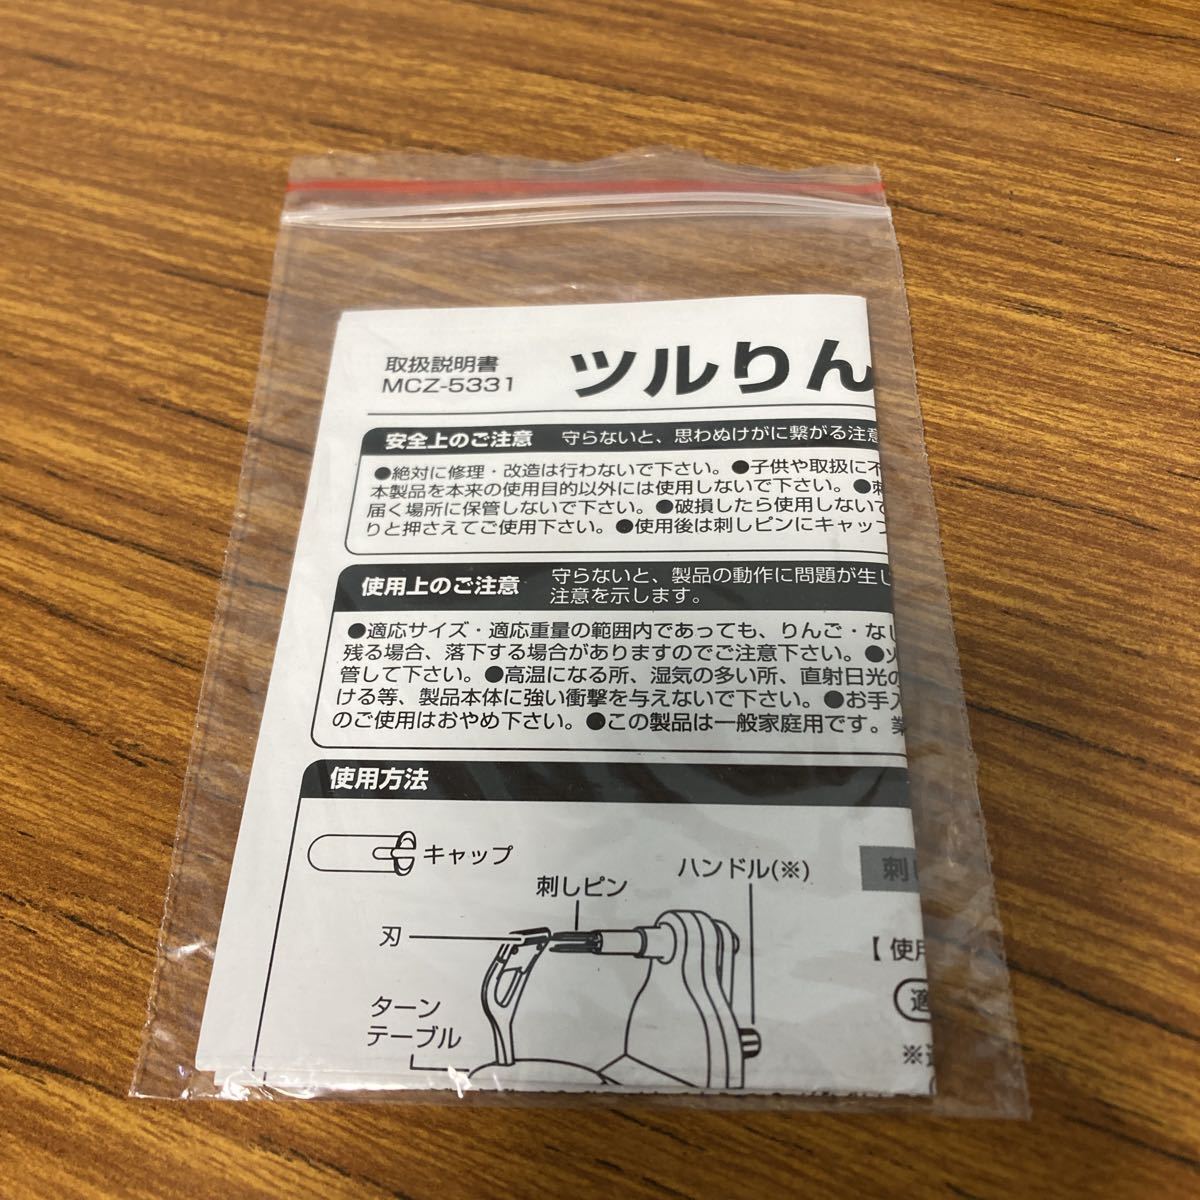 取扱説明書
MCZ-5331
ツルりん
安全上のご注意 守らないと、思わぬけがに繋がる注意
●絶対に修理・改造は行わないで下さい。●子供や取扱に不
本製品を本来の使用目的以外には使用しないで下さい。●刺
届く場所に保管しないで下さい。●破損したら使用しないで
りと押さえてご使用下さい。●使用後は刺しピンにキャップ
使用上のご注意 守らないと、製品の動作に問題が生じ
注意を示します。
●適応サイズ・適応重量の範囲内であっても、りんご・なし
残る場合、落下する場合がありますのでご注意下さい。●
管して下さい。●高温になる所、湿気の多い所、直射日光の
ける等、製品本体に強い衝撃を与えないで下さい。●お手入
のご使用はおやめ下さい。●この製品は一般家庭用です。業
使用方法
キャップ
刺しピン
ハンドル(※)
刃
ターン
テーブル
刺し
【使用
適
※適